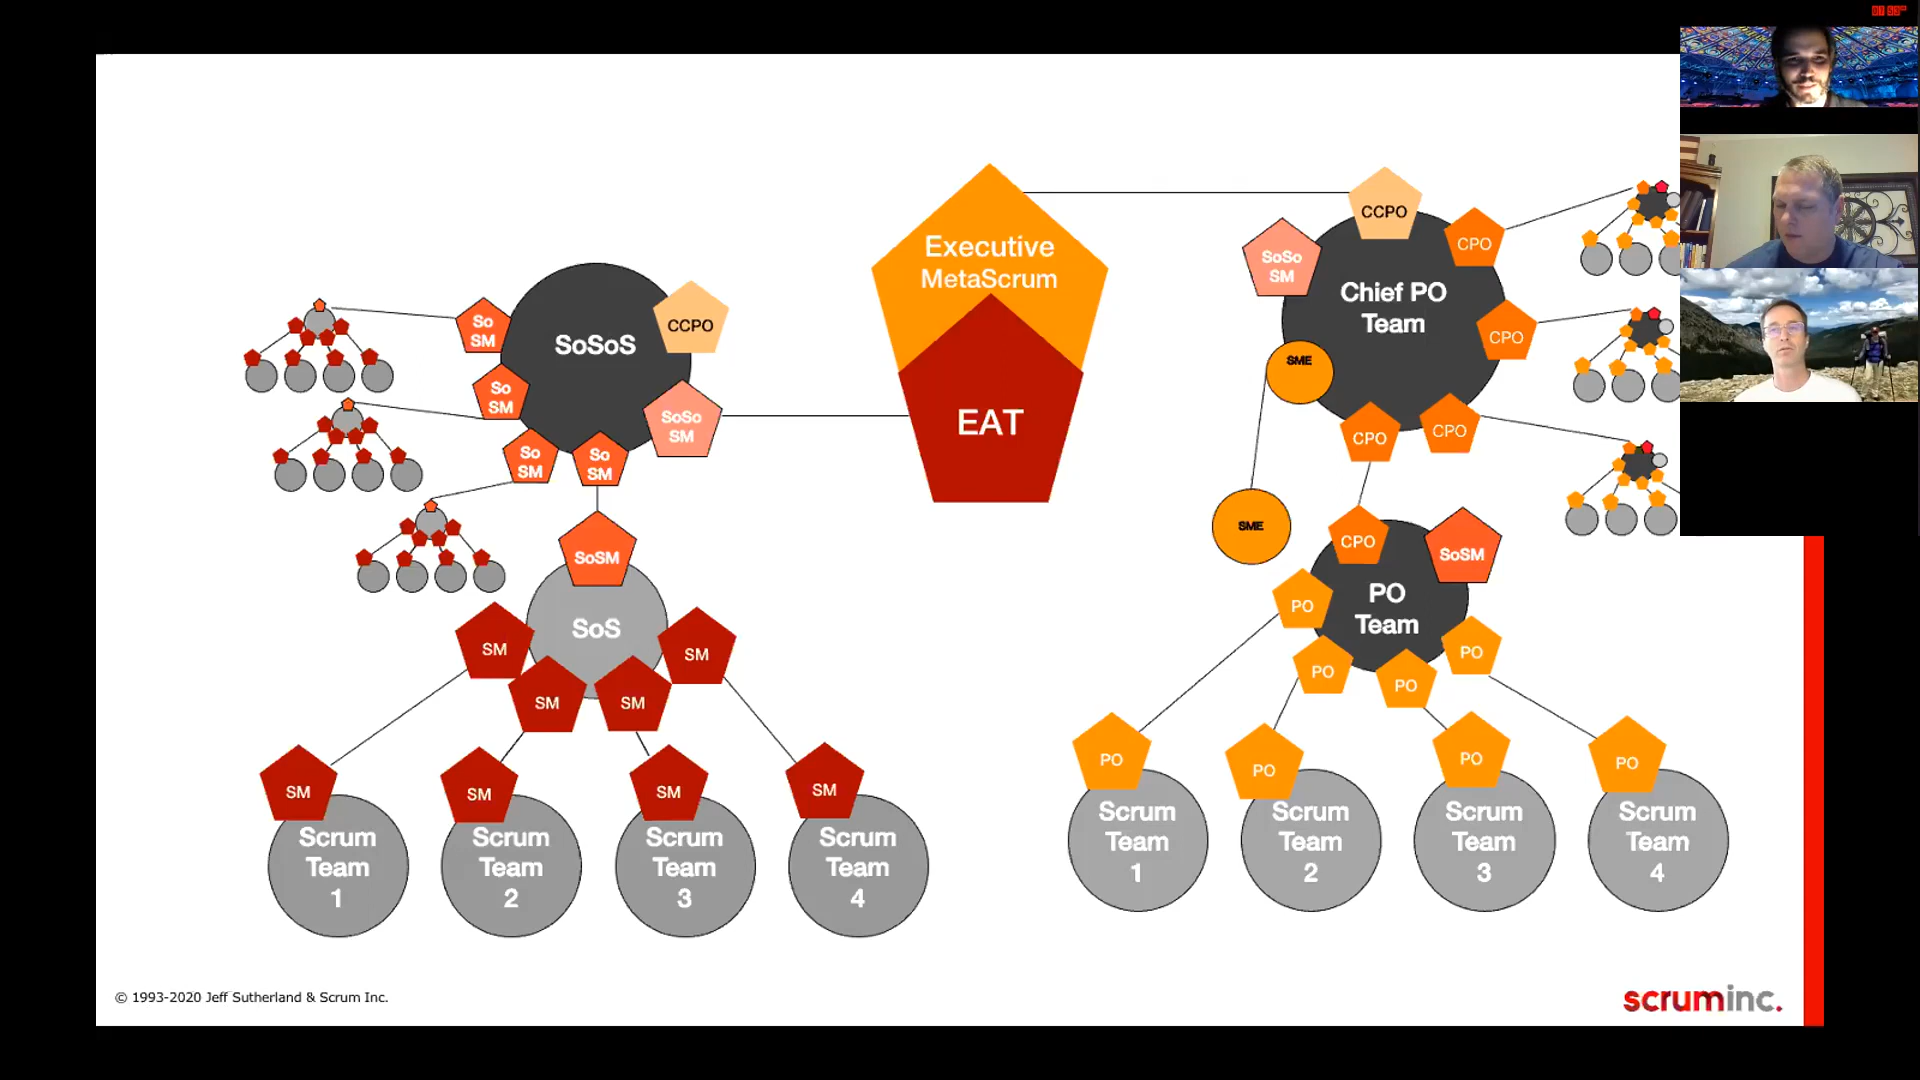 Executive
MetaScrum
EAT
SoSoS
CCPO
So
SM
So
SM
So
SM
So
SM
SoSo
SM
SoSM
SoS
SM
SM
SM
SM
SM
SM
SM
SM
Scrum
Team
1
Scrum
Team
2
Scrum
Team
3
Scrum
Team
4
CCPO
SoSo
SM
CPO
Chief PO
Team
CPO
SME
CPO
CPO
SME
CPO
SoSM
PO
Team
PO
PO
PO
PO
PO
PO
PO
PO
Scrum
Team
1
Scrum
Team
2
Scrum
Team
3
Scrum
Team
4
© 1993-2020 Jeff Sutherland & Scrum Inc.
scruminc.